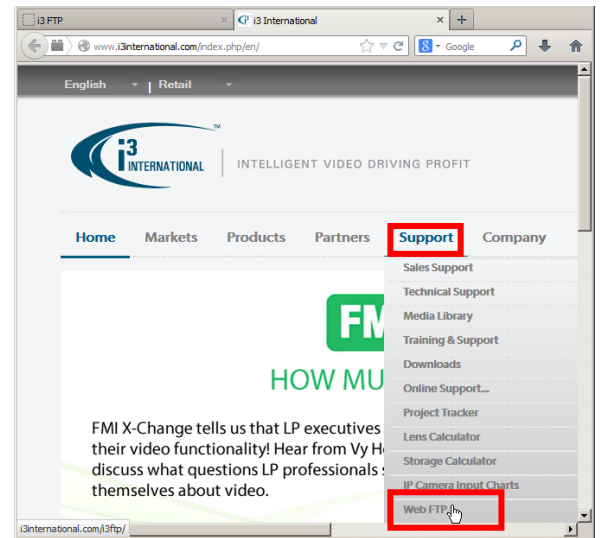 i3 FTP
i3 International
www.i3international.com/index.php/en/
Google
English | Retail
i3 INTERNATIONAL TM
INTELLIGENT VIDEO DRIVING PROFIT
Home Markets Products Partners Support Company
Sales Support
Technical Support
Media Library
Training & Support
Downloads
Online Support...
Project Tracker
Lens Calculator
Storage Calculator
IP Camera Input Charts
Web FTP
FM
HOW MU
FMI X-Change tells us that LP executives
their video functionality! Hear from Vy H
discuss what questions LP professionals
themselves about video.
i3international.com/i3ftp/